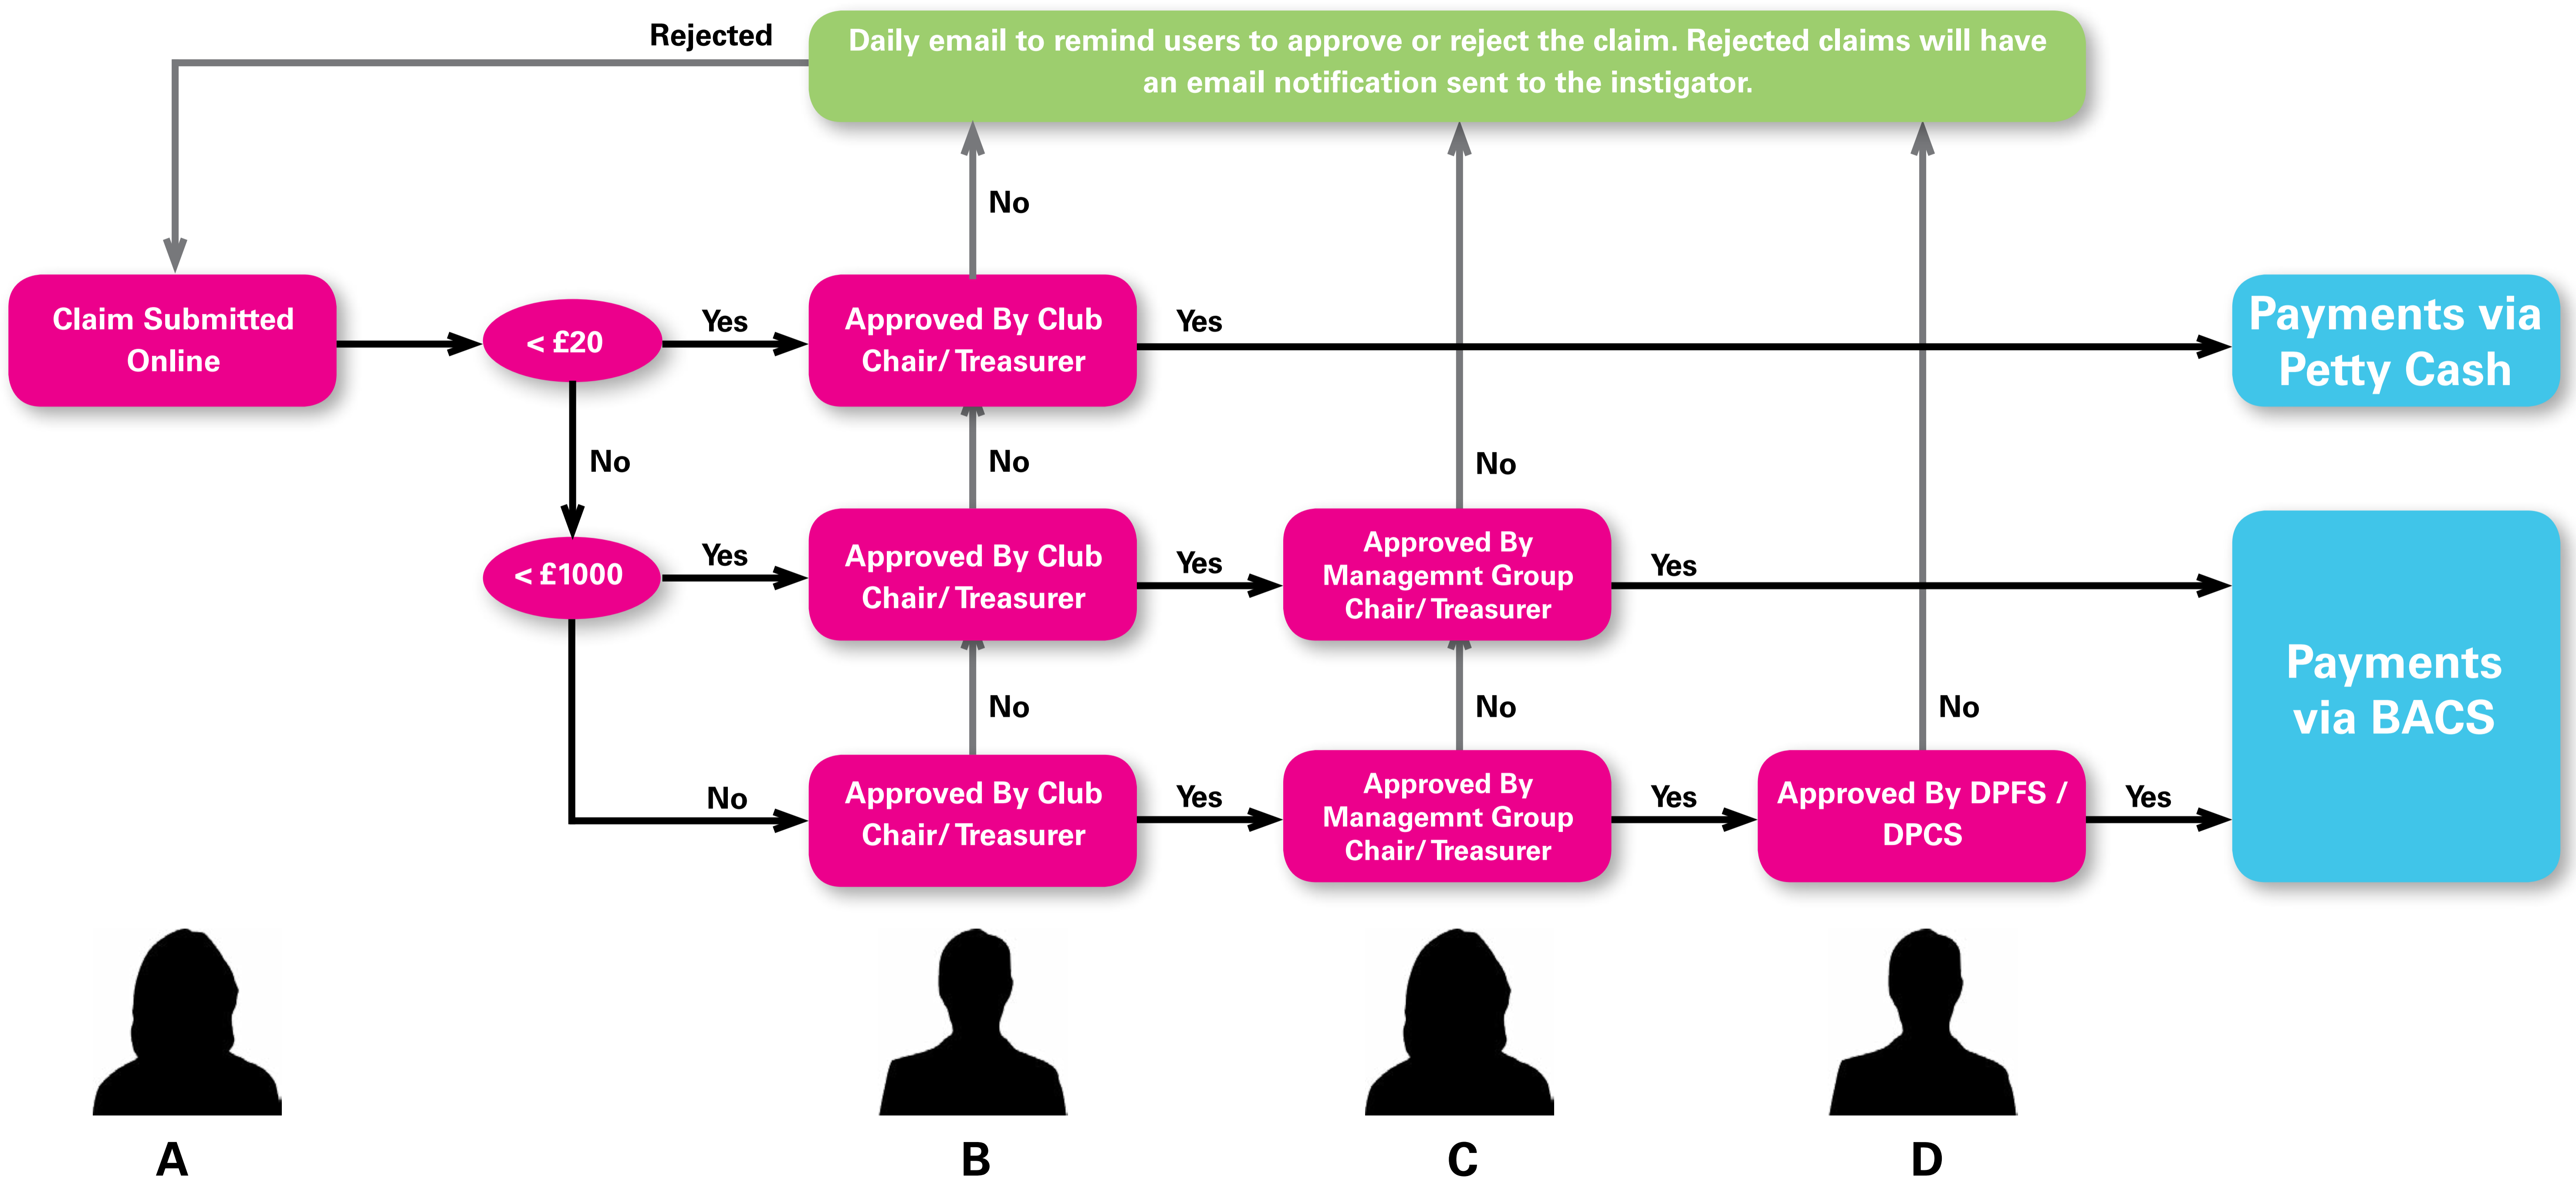 Rejected
Daily email to remind users to approve or reject the claim. Rejected claims will have
an email notification sent to the instigator.
No
Claim Submitted
Online
< £20
Yes
Approved By Club
Chair/ Treasurer
Yes
Payments via
Petty Cash
No
No
No
< £1000
Yes
Approved By Club
Chair/ Treasurer
Yes
Approved By
Managemnt Group
Chair/ Treasurer
Yes
Payments
via BACS
No
No
No
No
Approved By Club
Chair/ Treasurer
Yes
Approved By
Managemnt Group
Chair/ Treasurer
Yes
Approved By DPFS /
DPCS
Yes
A
B
C
D